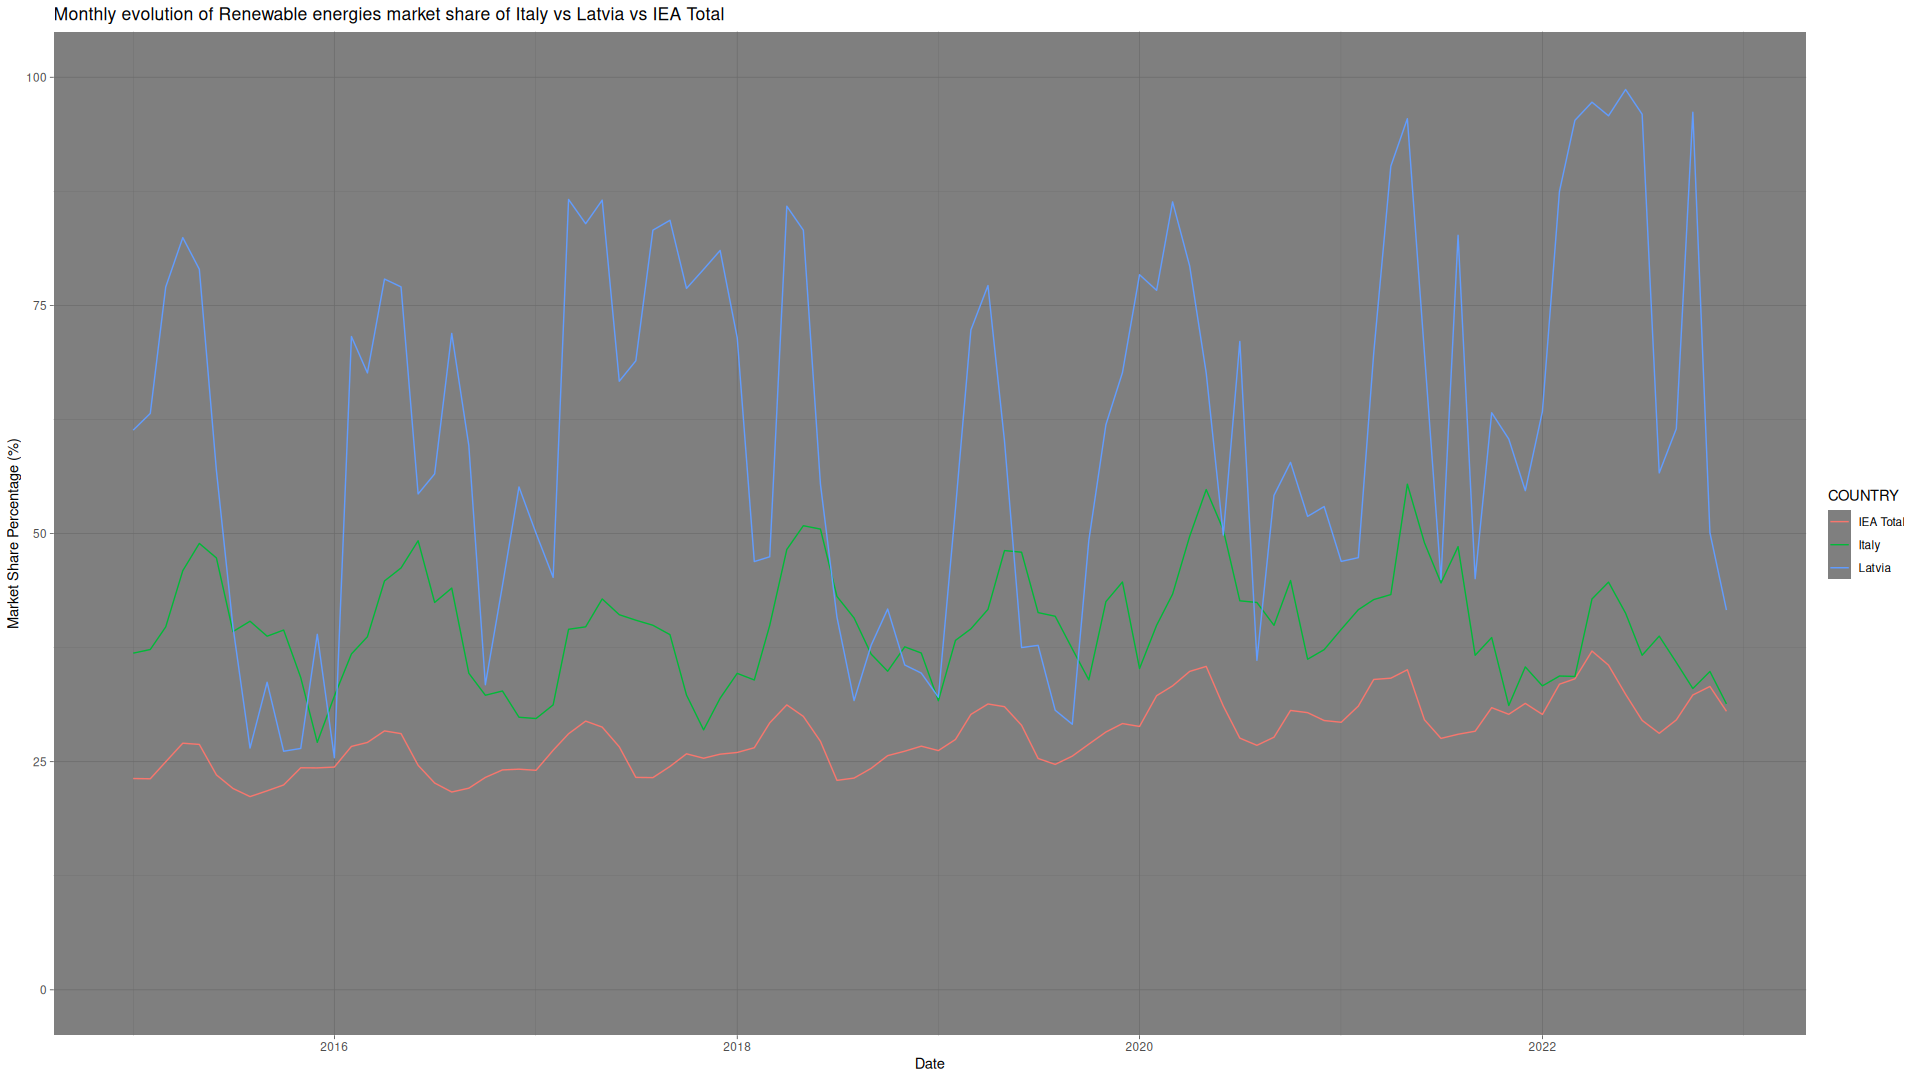 Monthly evolution of Renewable energies market share of Italy vs Latvia vs IEA Total
Market Share Percentage (%)
100
75
50
25
0
2016
2018
2020
2022
Date
COUNTRY
IEA Total
Italy
Latvia